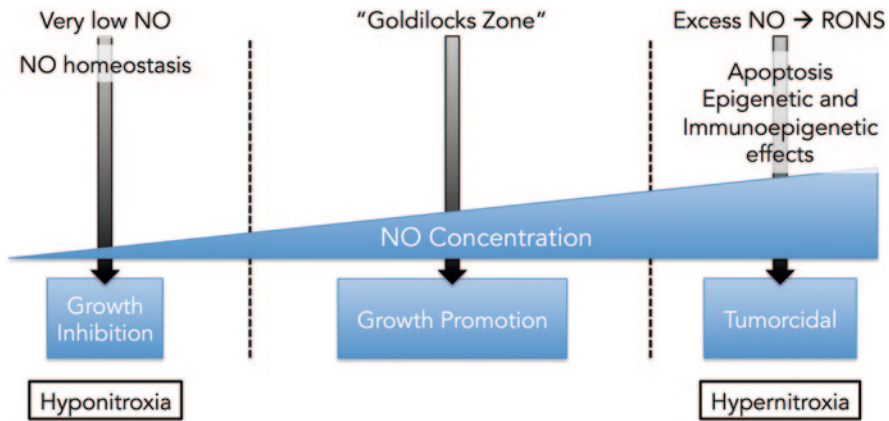 Very low NO
NO homeostasis
“Goldilocks Zone”
Excess NO → RONS
Apoptosis
Epigenetic and
Immunoepigenetic
effects
NO Concentration
Growth
Inhibition
Growth Promotion
Tumorcidal
Hyponitroxia
Hypernitroxia